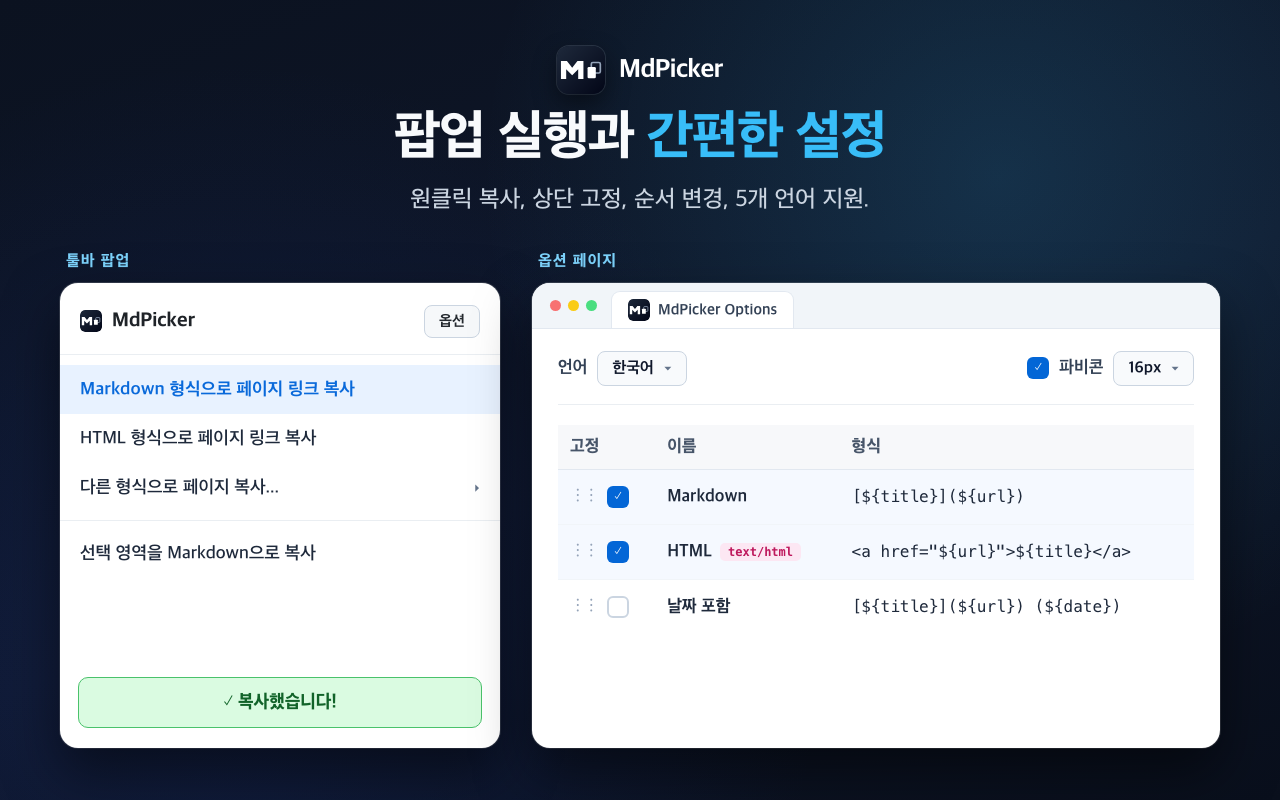 MdPicker
팝업 실행과 간편한 설정
원클릭 복사, 상단 고정, 순서 변경, 5개 언어 지원.
툴바 팝업
MdPicker
옵션
Markdown 형식으로 페이지 링크 복사
HTML 형식으로 페이지 링크 복사
다른 형식으로 페이지 복사...
선택 영역을 Markdown으로 복사
✓ 복사했습니다!
옵션 페이지
MdPicker Options
언어 한국어 ✓ 파비콘 16px
고정 이름 형식
✓ Markdown [${title}](${url})
✓ HTML text/html <a href="${url}">${title}</a>
날짜 포함 [${title}](${url}) (${date})